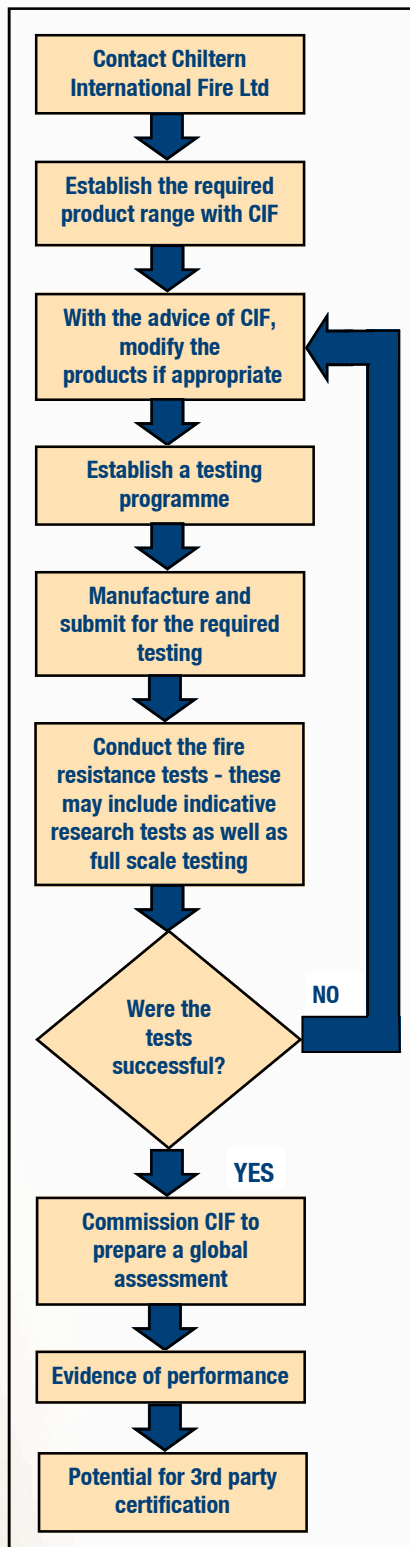 Contact Chiltern
International Fire Ltd
Establish the required
product range with CIF
With the advice of CIF,
modify the
products if appropriate
Establish a testing
programme
Manufacture and
submit for the required
testing
Conduct the fire
resistance tests - these
may include indicative
research tests as well as
full scale testing
Were the
tests
successful?
NO
YES
Commission CIF to
prepare a global
assessment
Evidence of performance
Potential for 3rd party
certification